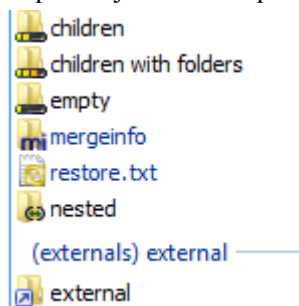 children
children with folders
empty
mergeinfo
restore.txt
nested
(externals) external
external